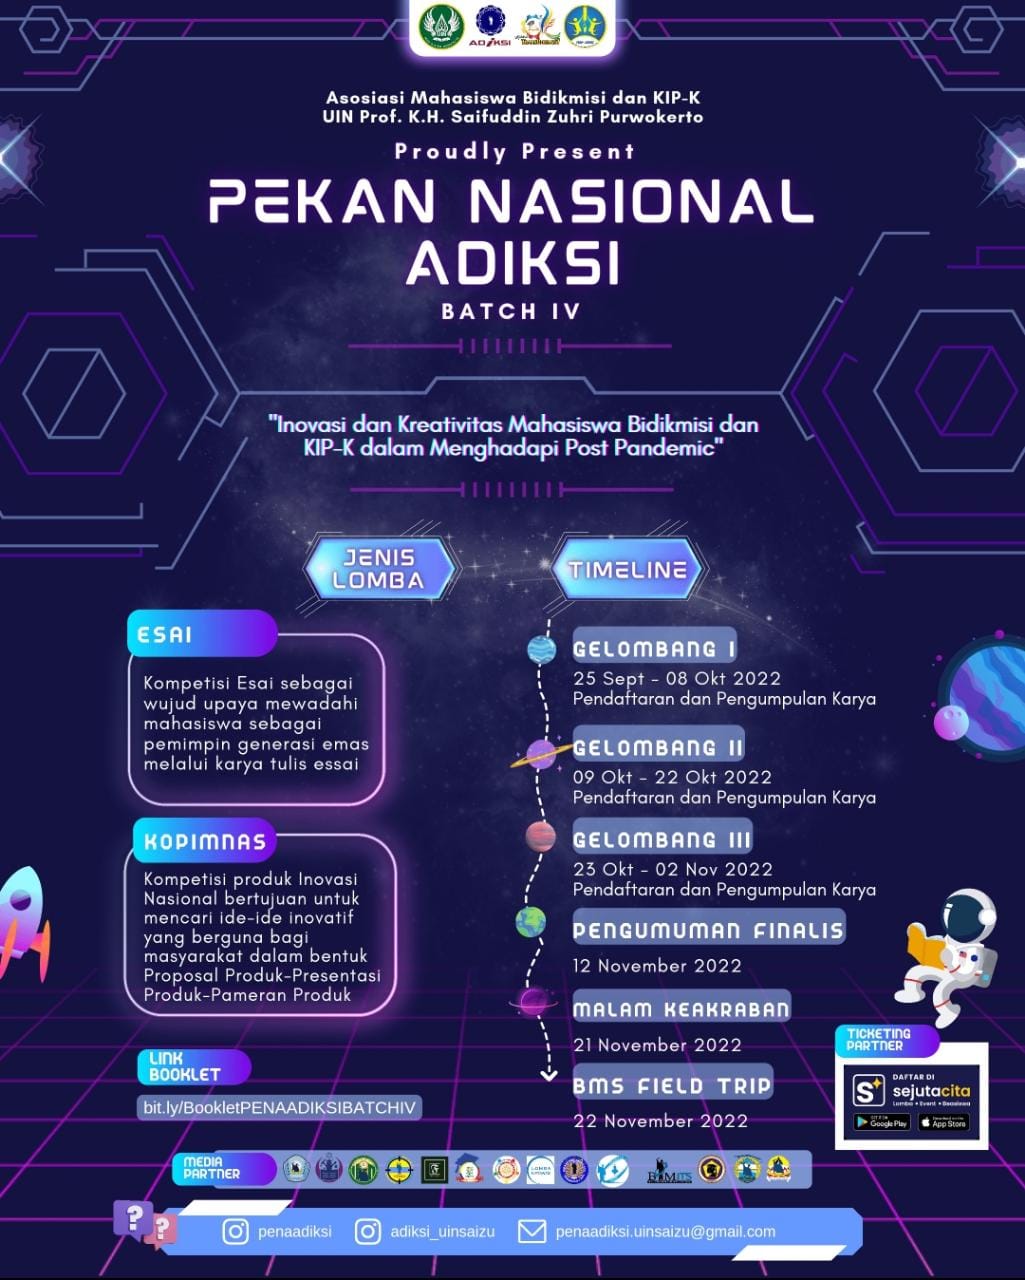 ADIKSI
Asosiasi Mahasiswa Bidikmisi dan KIP-K
UIN Prof. K.H. Saifuddin Zuhri Purwokerto
Proudly Present
PEKAN NASIONAL
ADIKSI
BATCH IV
"Inovasi dan Kreativitas Mahasiswa Bidikmisi dan
KIP-K dalam Menghadapi Post Pandemic"
JENIS
LOMBA
ESAI
Kompetisi Esai sebagai
wujud upaya mewadahi
mahasiswa sebagai
pemimpin generasi emas
melalui karya tulis essai
KOPIMNAS
Kompetisi produk Inovasi
Nasional bertujuan untuk
mencari ide-ide inovatif
yang berguna bagi
masyarakat dalam bentuk
Proposal Produk-Presentasi
Produk-Pameran Produk
LINK
BOOKLET
bit.ly/BookletPENAADIKSIBATCHIV
TIMELINE
GELOMBANG I
25 Sept - 08 Okt 2022
Pendaftaran dan Pengumpulan Karya
GELOMBANG II
09 Okt - 22 Okt 2022
Pendaftaran dan Pengumpulan Karya
GELOMBANG III
23 Okt - 02 Nov 2022
Pendaftaran dan Pengumpulan Karya
PENGUMUMAN FINALIS
12 November 2022
MALAM KEAKRABAN
21 November 2022
BMS FIELD TRIP
22 November 2022
TICKETING
PARTNER
DAFTAR DI
sejutacita
Lomba • Event • Beasiswa
GET IT ON
Google Play
Download on the
App Store
MEDIA
PARTNER
penaadiksi
adiksi_uinsaizu
penaadiksi.uinsaizu@gmail.com